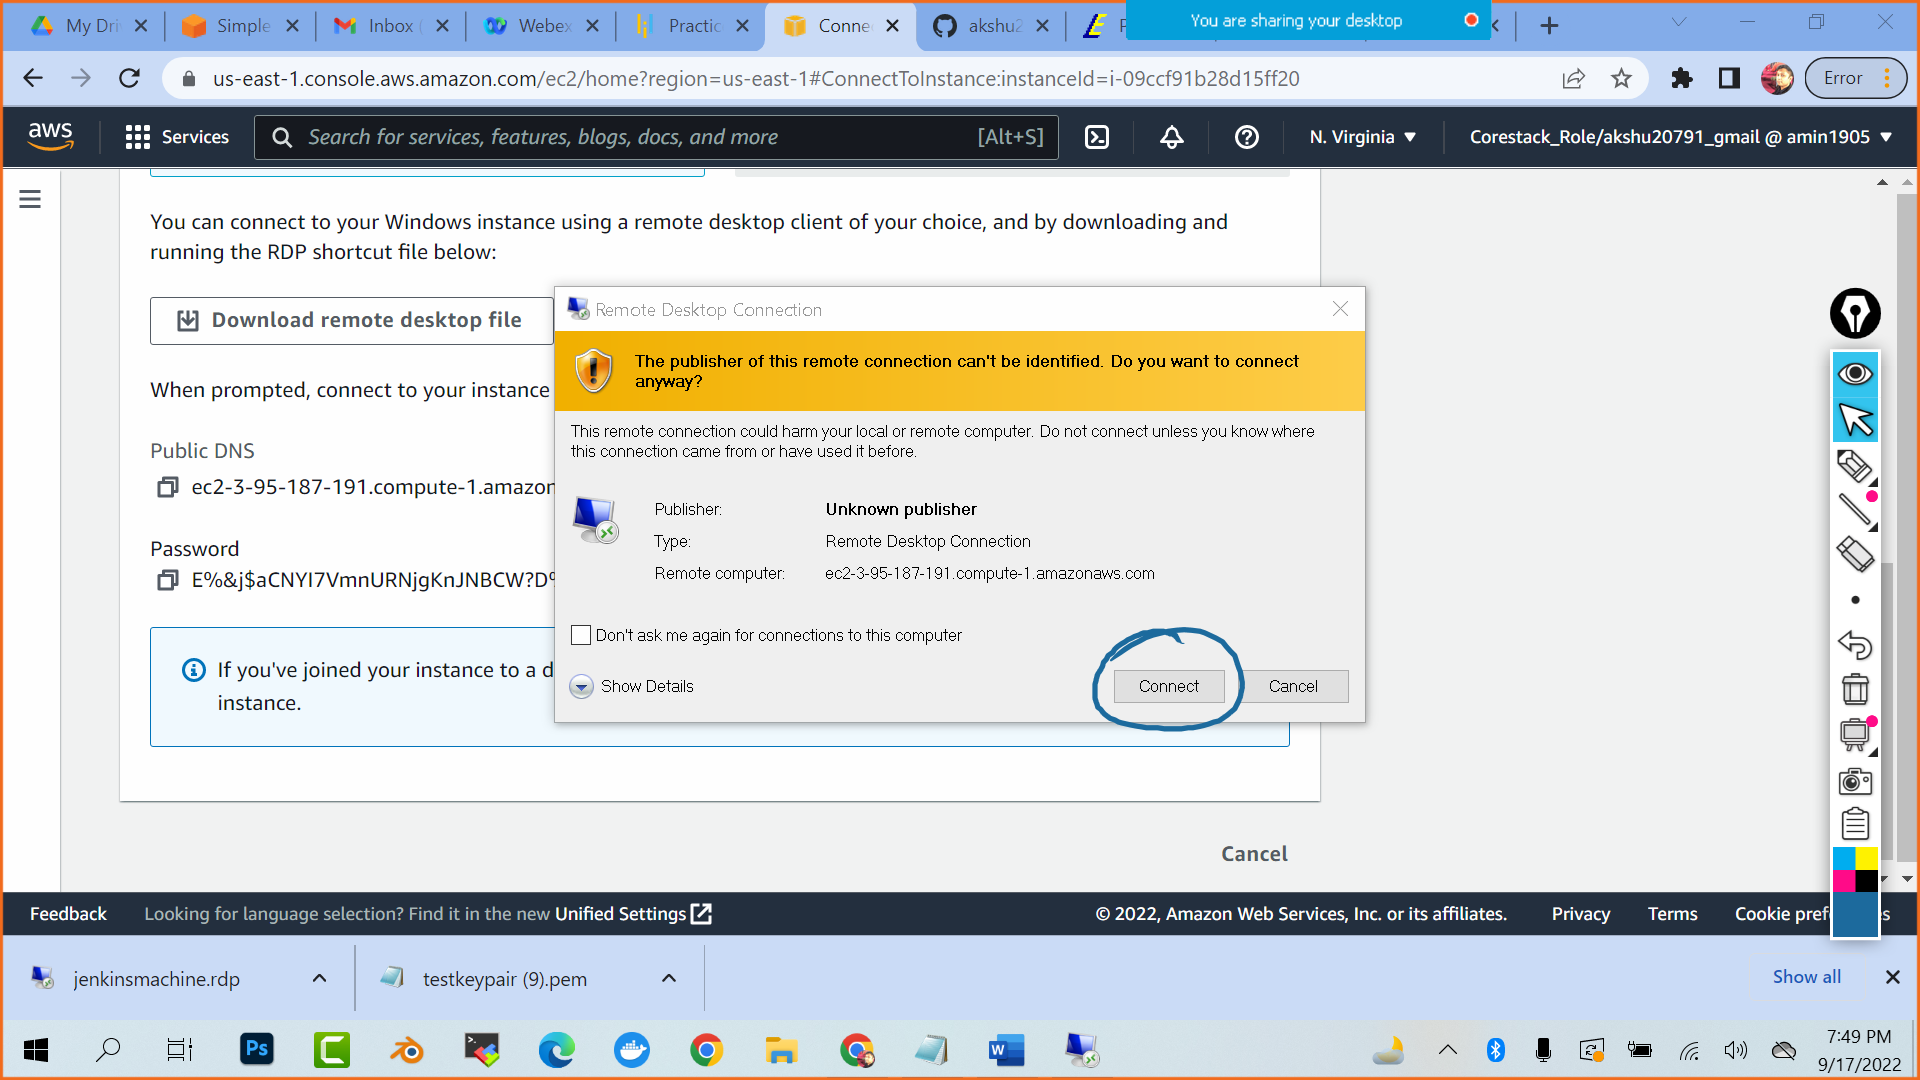 My Dri
Simple
Inbox (
Webex
Practic
Conne
akshu2
You are sharing your desktop
us-east-1.console.aws.amazon.com/ec2/home?region=us-east-1#ConnectToInstance:instanceId=i-09ccf91b28d15ff20
Error
aws
Services
Search for services, features, blogs, docs, and more
[Alt+S]
N. Virginia
Corestack_Role/akshu20791_gmail @ amin1905
You can connect to your Windows instance using a remote desktop client of your choice, and by downloading and
running the RDP shortcut file below:
Download remote desktop file
When prompted, connect to your instance
Public DNS
ec2-3-95-187-191.compute-1.amazon
Password
E%&j$aCNYI7VmnURNjgKnJNBCW?D%
If you've joined your instance to a d
instance.
Remote Desktop Connection
The publisher of this remote connection can't be identified. Do you want to connect
anyway?
This remote connection could harm your local or remote computer. Do not connect unless you know where
this connection came from or have used it before.
Publisher:
Unknown publisher
Type:
Remote Desktop Connection
Remote computer:
ec2-3-95-187-191.compute-1.amazonaws.com
Don't ask me again for connections to this computer
Show Details
Connect
Cancel
Cancel
Feedback
Looking for language selection? Find it in the new Unified Settings
© 2022, Amazon Web Services, Inc. or its affiliates.
Privacy
Terms
Cookie pref
s
jenkinsmachine.rdp
testkeypair (9).pem
Show all
Ps
7:49 PM
9/17/2022